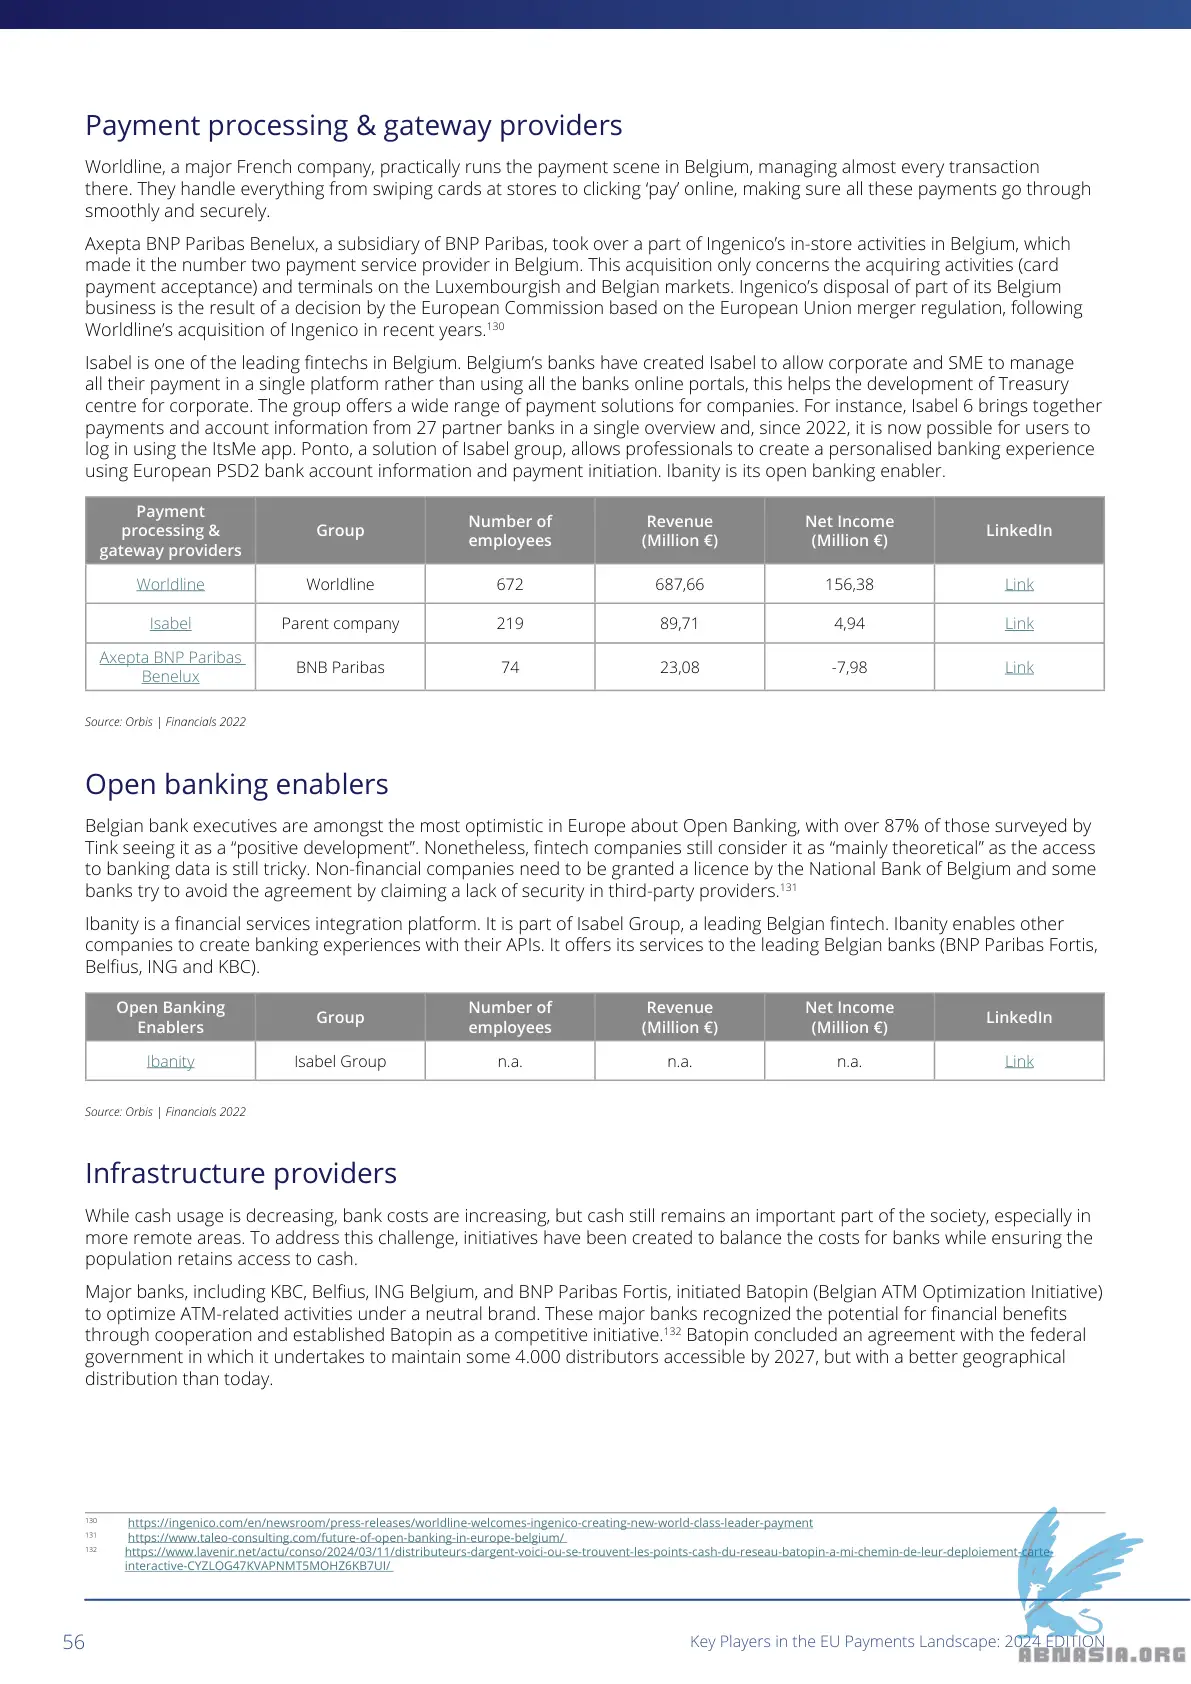 Payment processing & gateway providers
Worldline, a major French company, practically runs the payment scene in Belgium, managing almost every transaction
there. They handle everything from swiping cards at stores to clicking ‘pay’ online, making sure all these payments go through
smoothly and securely.
Axepta BNP Paribas Benelux, a subsidiary of BNP Paribas, took over a part of Ingenico’s in-store activities in Belgium, which
made it the number two payment service provider in Belgium. This acquisition only concerns the acquiring activities (card
payment acceptance) and terminals on the Luxembourgish and Belgian markets. Ingenico’s disposal of part of its Belgium
business is the result of a decision by the European Commission based on the European Union merger regulation, following
Worldline’s acquisition of Ingenico in recent years.130
Isabel is one of the leading fintechs in Belgium. Belgium’s banks have created Isabel to allow corporate and SME to manage
all their payment in a single platform rather than using all the banks online portals, this helps the development of Treasury
centre for corporate. The group offers a wide range of payment solutions for companies. For instance, Isabel 6 brings together
payments and account information from 27 partner banks in a single overview and, since 2022, it is now possible for users to
log in using the ItsMe app. Ponto, a solution of Isabel group, allows professionals to create a personalised banking experience
using European PSD2 bank account information and payment initiation. Ibanity is its open banking enabler.
Payment processing & gateway providers Group Number of employees Revenue (Million €) Net Income (Million €) LinkedIn
Worldline Worldline 672 687,66 156,38 Link
Isabel Parent company 219 89,71 4,94 Link
Axepta BNP Paribas Benelux BNB Paribas 74 23,08 -7,98 Link
Source: Orbis | Financials 2022
Open banking enablers
Belgian bank executives are amongst the most optimistic in Europe about Open Banking, with over 87% of those surveyed by
Tink seeing it as a “positive development”. Nonetheless, fintech companies still consider it as “mainly theoretical” as the access
to banking data is still tricky. Non-financial companies need to be granted a licence by the National Bank of Belgium and some
banks try to avoid the agreement by claiming a lack of security in third-party providers.131
Ibanity is a financial services integration platform. It is part of Isabel Group, a leading Belgian fintech. Ibanity enables other
companies to create banking experiences with their APIs. It offers its services to the leading Belgian banks (BNP Paribas Fortis,
Belfius, ING and KBC).
Open Banking Enablers Group Number of employees Revenue (Million €) Net Income (Million €) LinkedIn
Ibanity Isabel Group n.a. n.a. n.a. Link
Source: Orbis | Financials 2022
Infrastructure providers
While cash usage is decreasing, bank costs are increasing, but cash still remains an important part of the society, especially in
more remote areas. To address this challenge, initiatives have been created to balance the costs for banks while ensuring the
population retains access to cash.
Major banks, including KBC, Belfius, ING Belgium, and BNP Paribas Fortis, initiated Batopin (Belgian ATM Optimization Initiative)
to optimize ATM-related activities under a neutral brand. These major banks recognized the potential for financial benefits
through cooperation and established Batopin as a competitive initiative.132 Batopin concluded an agreement with the federal
government in which it undertakes to maintain some 4.000 distributors accessible by 2027, but with a better geographical
distribution than today.
130 https://ingenico.com/en/newsroom/press-releases/worldline-welcomes-ingenico-creating-new-world-class-leader-payment
131 https://www.taleo-consulting.com/future-of-open-banking-in-europe-belgium/
132 https://www.lavenir.net/actu/conso/2024/03/11/distributeurs-dargent-voici-ou-se-trouvent-les-points-cash-du-reseau-batopin-a-mi-chemin-de-leur-deploiement-carte-
interactive-CYZLOG47KVAPNMT5MOHZ6KB7UI/
56 Key Players in the EU Payments Landscape: 2024 EDITION
ABNASIA.ORG